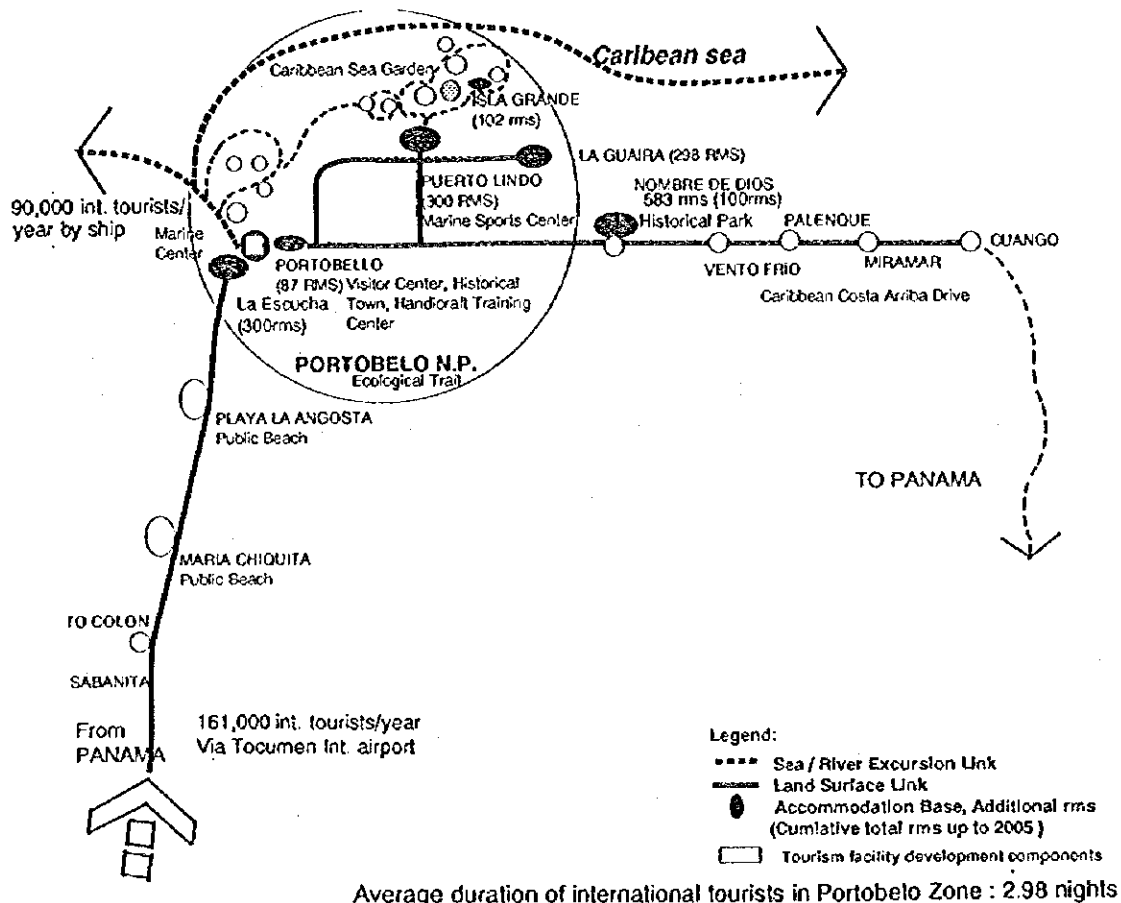 Caribean sea
Caribbean Sea Garden
ISLA GRANDE
(102 rms)
LA GUAIRA (298 RMS)
PUERTO LINDO
(300 RMS)
Marine Sports Center
NOMBRE DE DIOS
583 rms (100rms)
Historical Park
PALENQUE
CUANGO
VENTO FRIO
MIRAMAR
Caribbean Costa Arriba Drive
90,000 int. tourists/
year by ship
Marine
Center
PORTOBELLO
(87 RMS) Visitor Center, Historical
La Escucha Town, Handicraft Training
(300rms) Center
PORTOBELO N.P.
Ecological Trail
PLAYA LA ANGOSTA
Public Beach
TO PANAMA
MARIA CHIQUITA
Public Beach
TO COLON
SABANITA
From
PANAMA
161,000 int. tourists/year
Via Tocumen Int. airport
Legend:
Sea / River Excursion Link
Land Surface Link
Accommodation Base, Additional rms
(Cumlative total rms up to 2005)
Tourism facility development components
Average duration of international tourists in Portobelo Zone : 2.98 nights